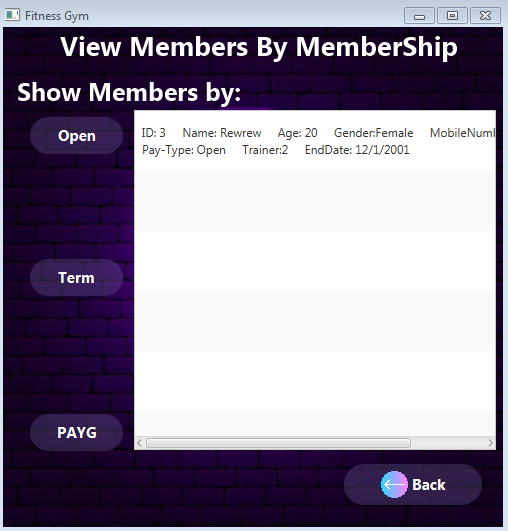 Fitness Gym
View Members By MemberShip
Show Members by:
Open
ID: 3 Name: Rewrew Age: 20 Gender:Female
Pay-Type: Open Trainer:2 EndDate: 12/1/2001
Term
PAYG
Back